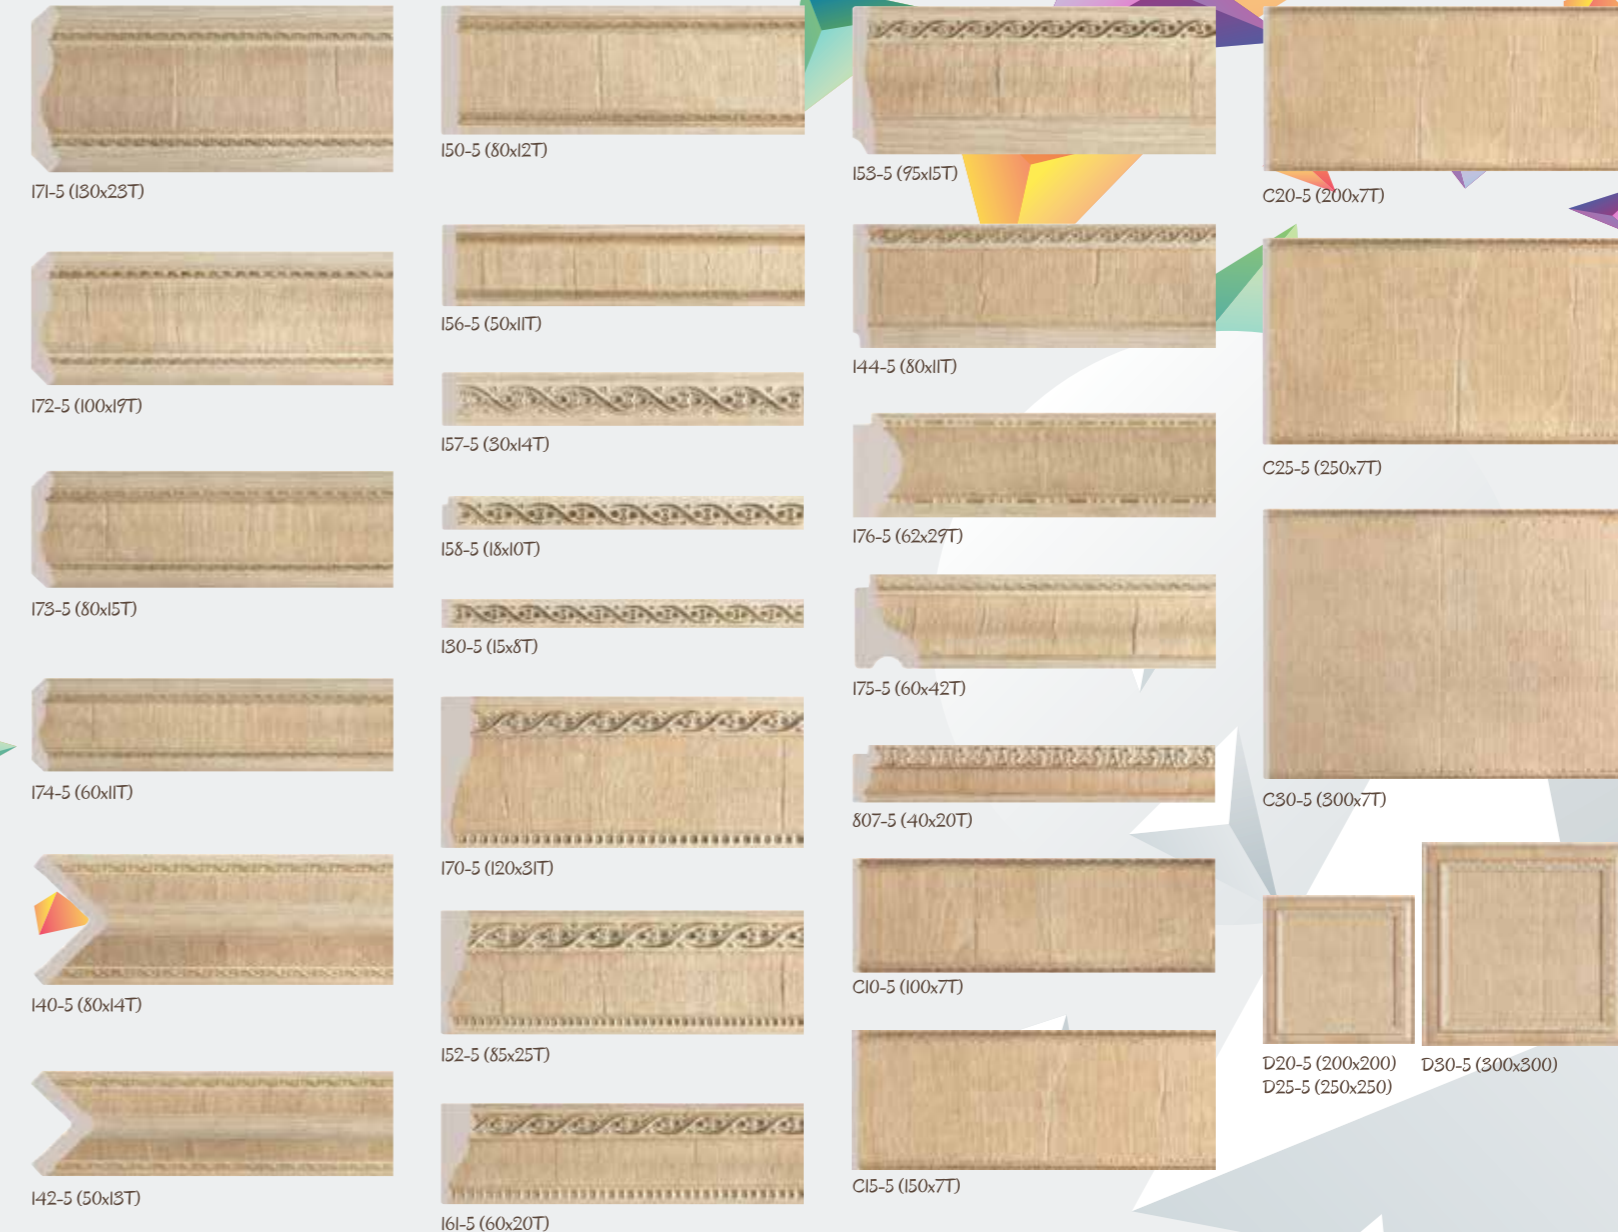 171-5 (130x23T)
172-5 (100x19T)
173-5 (80x15T)
174-5 (60x11T)
140-5 (80x14T)
142-5 (50x13T)
150-5 (80x12T)
156-5 (50x11T)
157-5 (30x14T)
158-5 (18x10T)
130-5 (15x8T)
170-5 (120x31T)
152-5 (85x25T)
161-5 (60x20T)
153-5 (95x15T)
144-5 (80x11T)
176-5 (62x29T)
175-5 (60x42T)
807-5 (40x20T)
C10-5 (100x7T)
C15-5 (150x7T)
C20-5 (200x7T)
C25-5 (250x7T)
C30-5 (300x7T)
D20-5 (200x200)
D25-5 (250x250)
D30-5 (300x300)